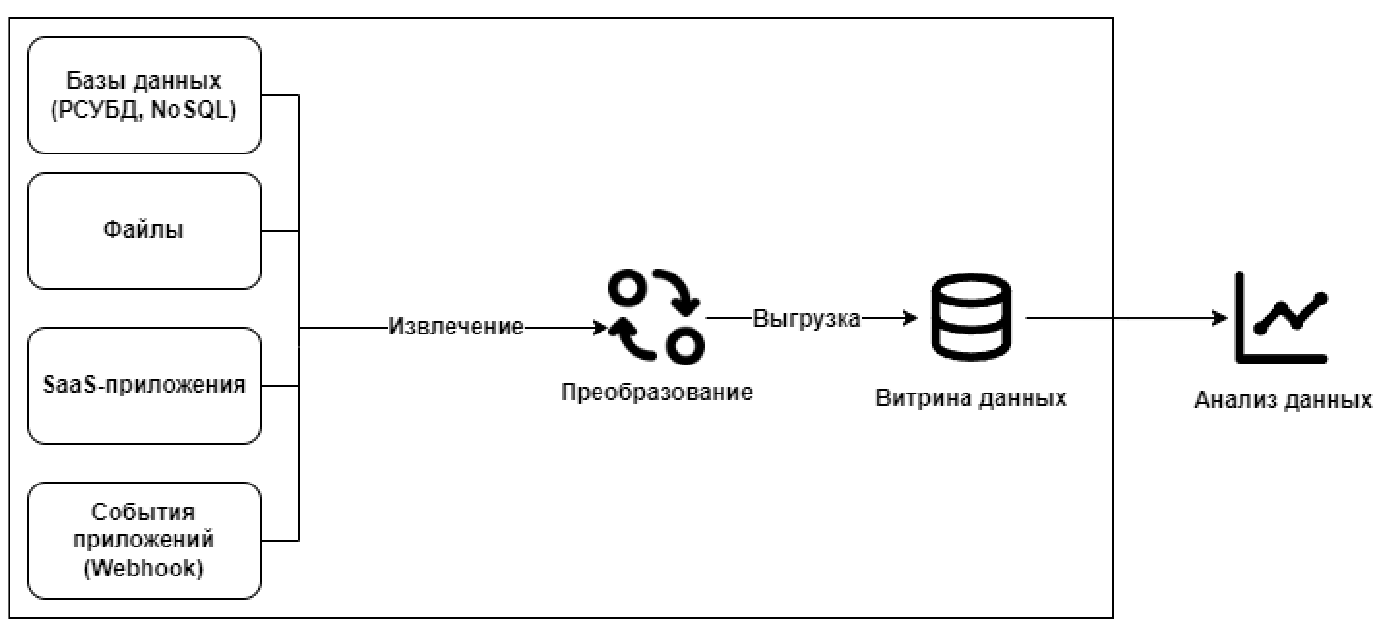 Базы данных
(РСУБД, NoSQL)
Файлы
SaaS-приложения
События
приложений
(Webhook)
Извлечение
Преобразование
Выгрузка
Витрина данных
Анализ данных